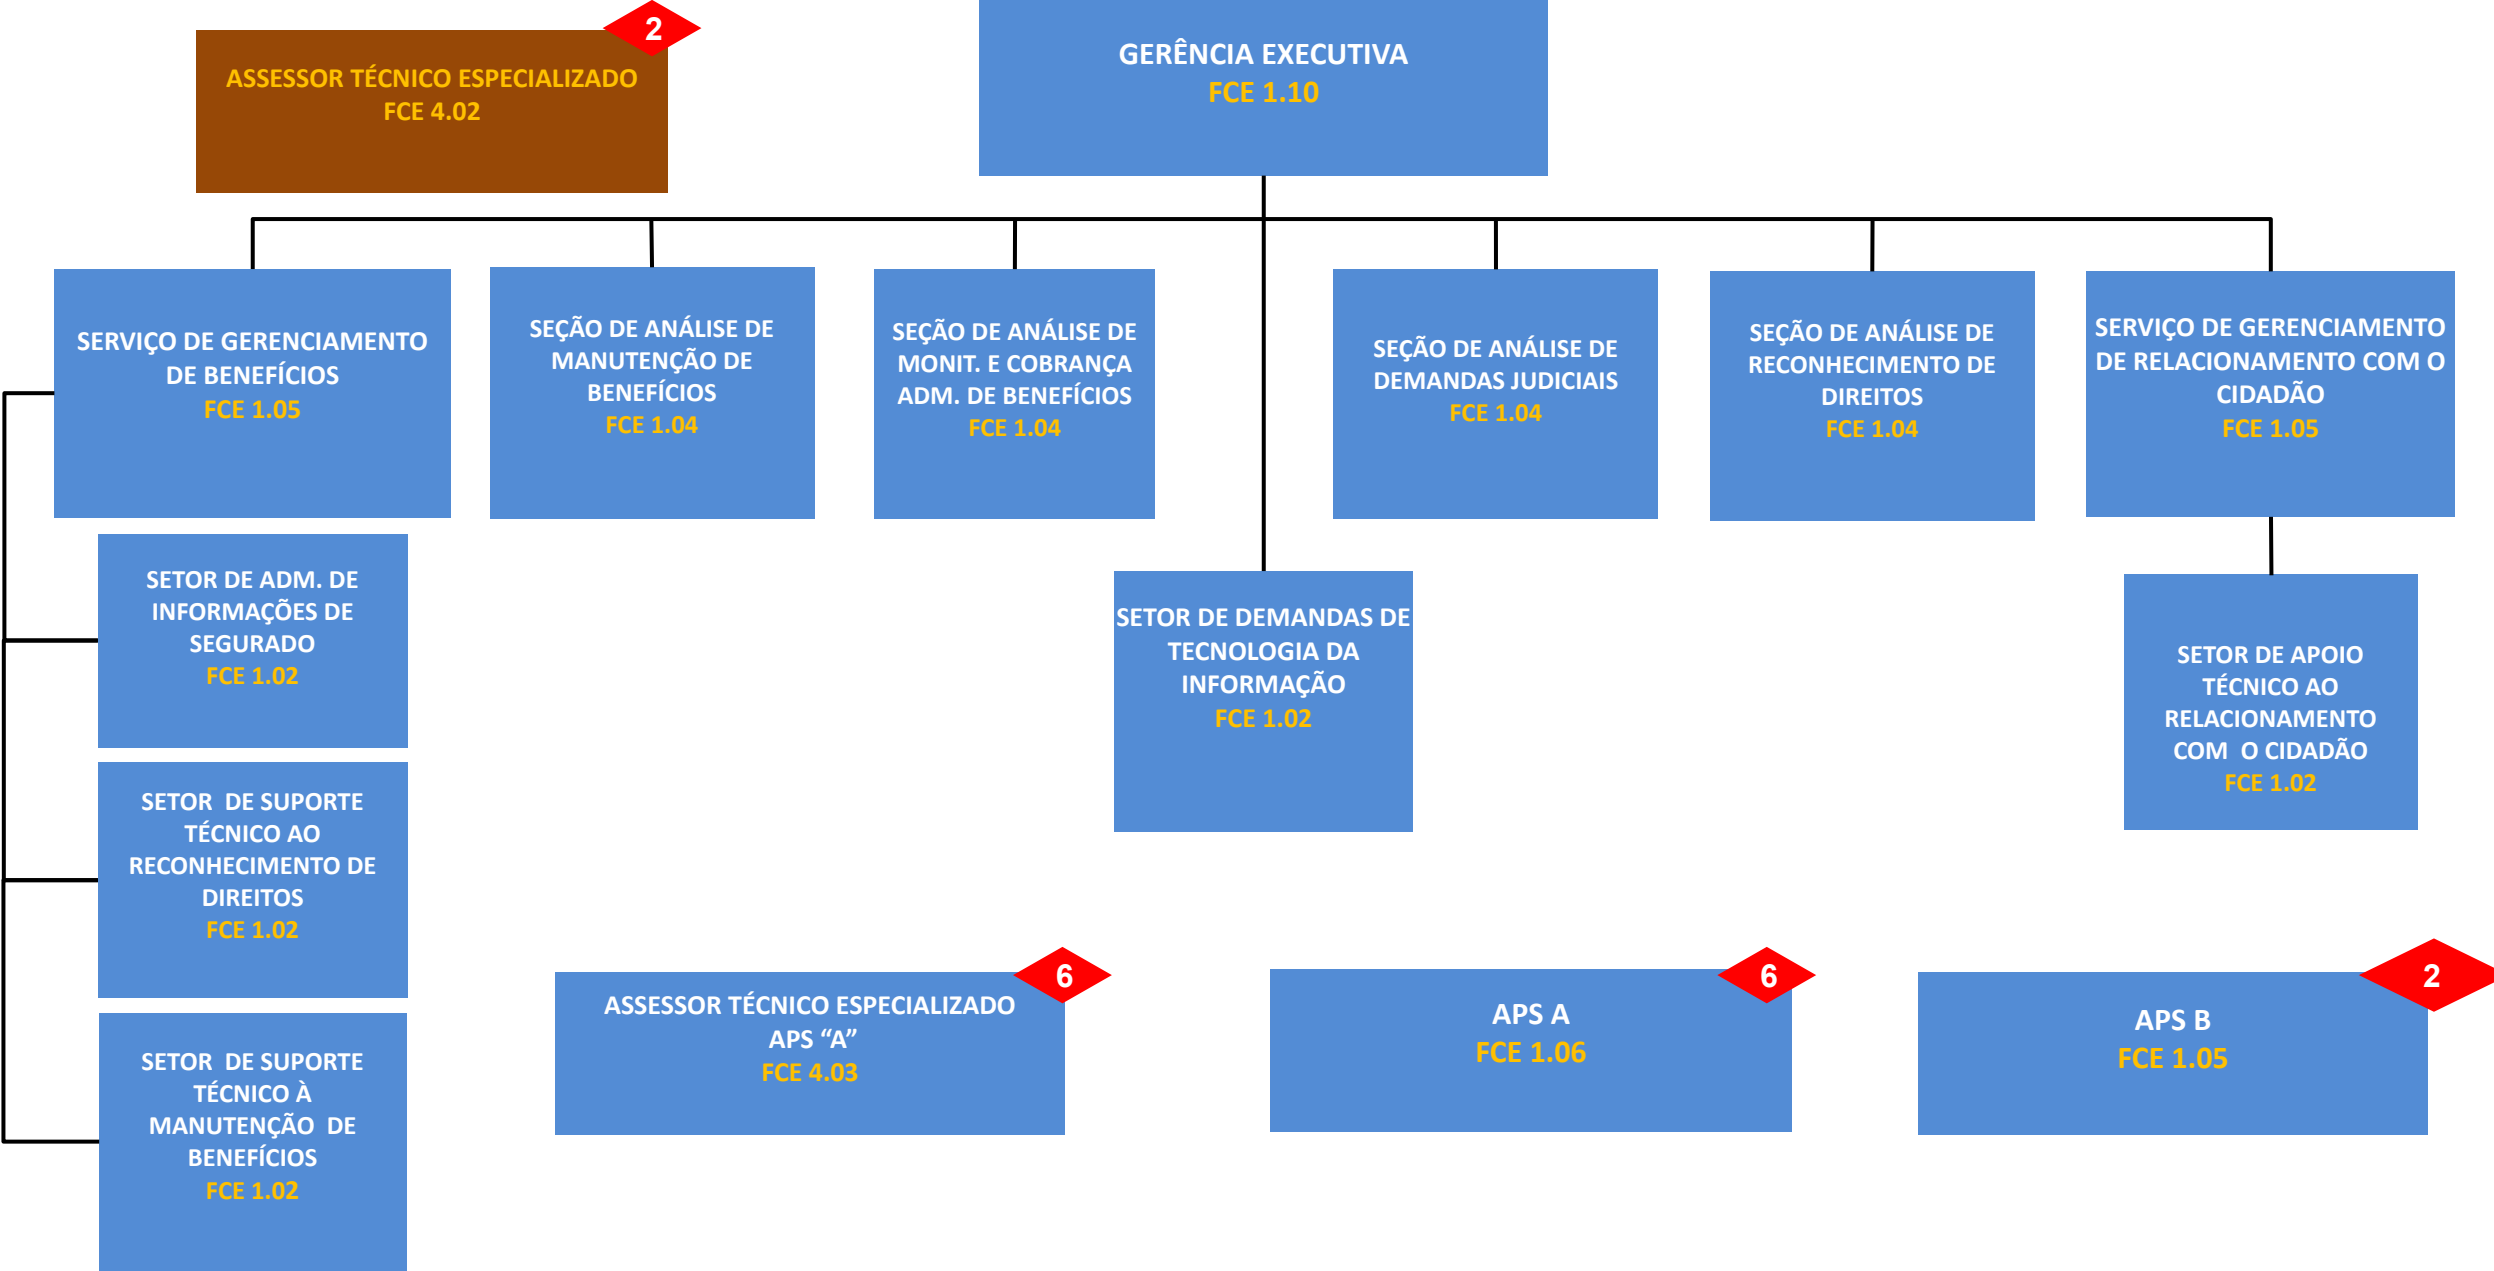 2
ASSESSOR TÉCNICO ESPECIALIZADO
FCE 4.02
GERÊNCIA EXECUTIVA
FCE 1.10
SERVIÇO DE GERENCIAMENTO
DE BENEFÍCIOS
FCE 1.05
SEÇÃO DE ANÁLISE DE
MANUTENÇÃO DE
BENEFÍCIOS
FCE 1.04
SEÇÃO DE ANÁLISE DE
MONIT. E COBRANÇA
ADM. DE BENEFÍCIOS
FCE 1.04
SEÇÃO DE ANÁLISE DE
DEMANDAS JUDICIAIS
FCE 1.04
SEÇÃO DE ANÁLISE DE
RECONHECIMENTO DE
DIREITOS
FCE 1.04
SERVIÇO DE GERENCIAMENTO
DE RELACIONAMENTO COM O
CIDADÃO
FCE 1.05
SETOR DE ADM. DE
INFORMAÇÕES DE
SEGURADO
FCE 1.02
SETOR DE DEMANDAS DE
TECNOLOGIA DA
INFORMAÇÃO
FCE 1.02
SETOR DE APOIO
TÉCNICO AO
RELACIONAMENTO
COM  O CIDADÃO
FCE 1.02
SETOR  DE SUPORTE
TÉCNICO AO
RECONHECIMENTO DE
DIREITOS
FCE 1.02
SETOR  DE SUPORTE
TÉCNICO À
MANUTENÇÃO  DE
BENEFÍCIOS
FCE 1.02
6
ASSESSOR TÉCNICO ESPECIALIZADO
APS “A”
FCE 4.03
6
APS A
FCE 1.06
2
APS B
FCE 1.05